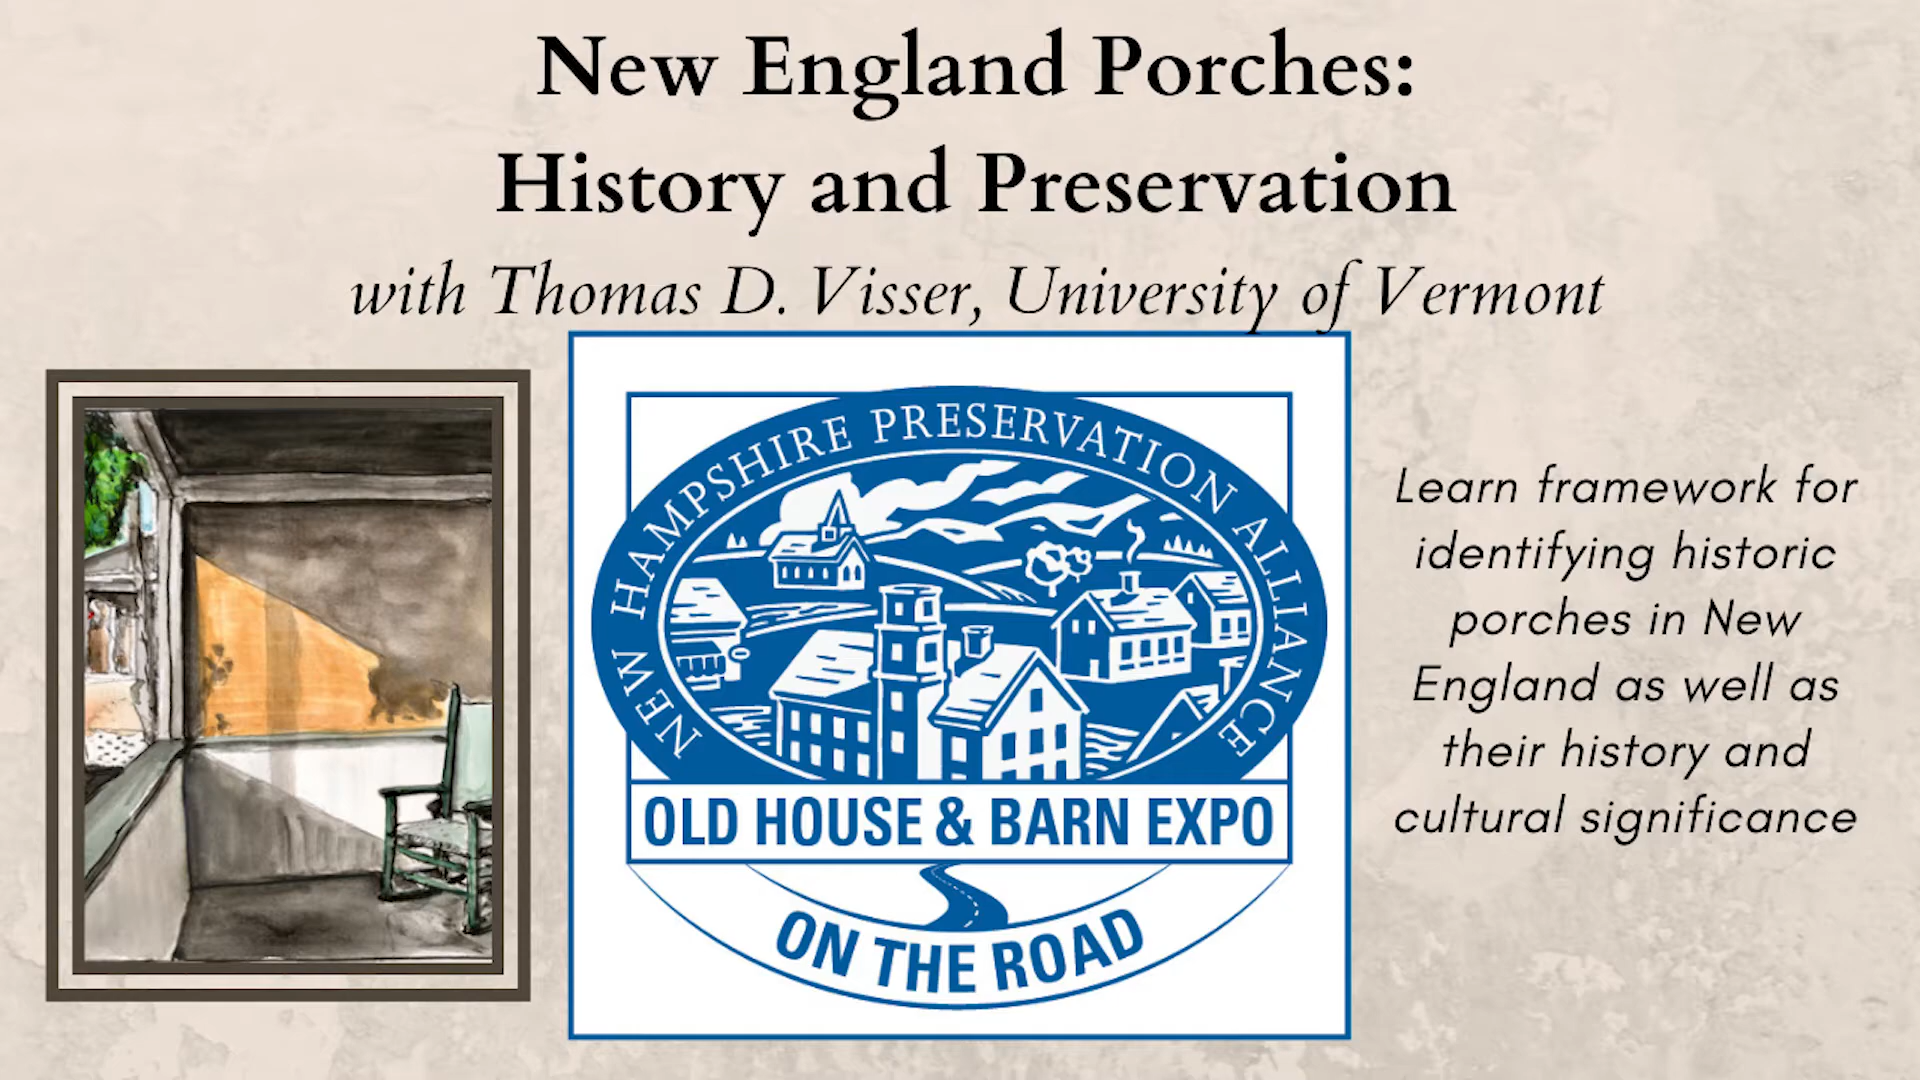 New England Porches:
History and Preservation
with Thomas D. Visser, University of Vermont
NEW HAMPSHIRE PRESERVATION ALLIANCE
OLD HOUSE & BARN EXPO
ON THE ROAD
Learn framework for
identifying historic
porches in New
England as well as
their history and
cultural significance